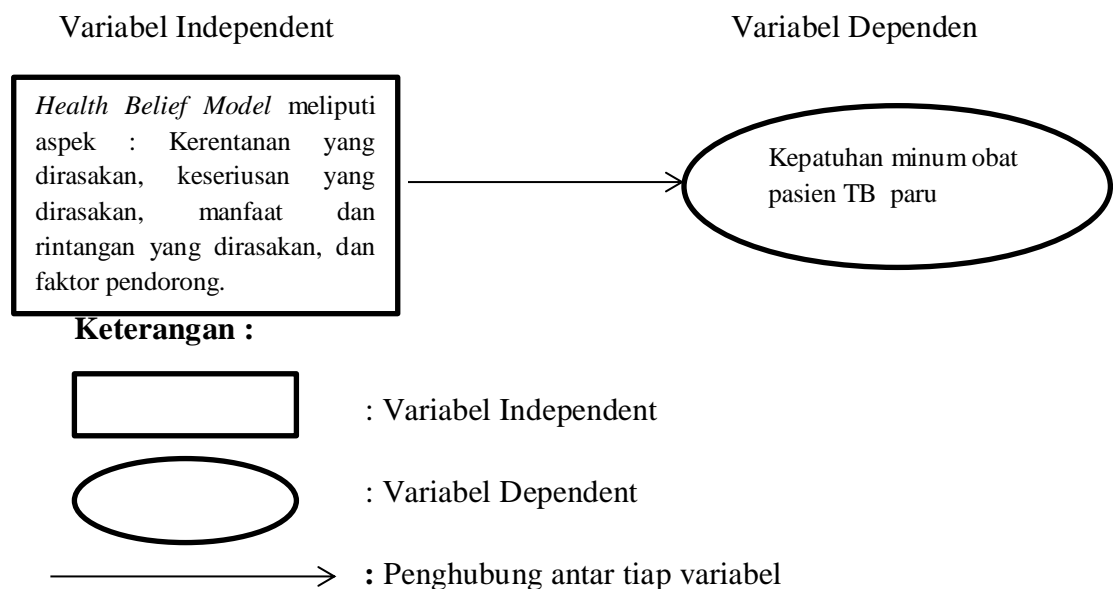 Variabel Independent
Variabel Dependen
Health Belief Model meliputi
aspek : Kerentanan yang
dirasakan, keseriusan yang
dirasakan, manfaat dan
rintangan yang dirasakan, dan
faktor pendorong.
Kepatuhan minum obat
pasien TB paru
Keterangan :
: Variabel Independent
: Variabel Dependent
: Penghubung antar tiap variabel